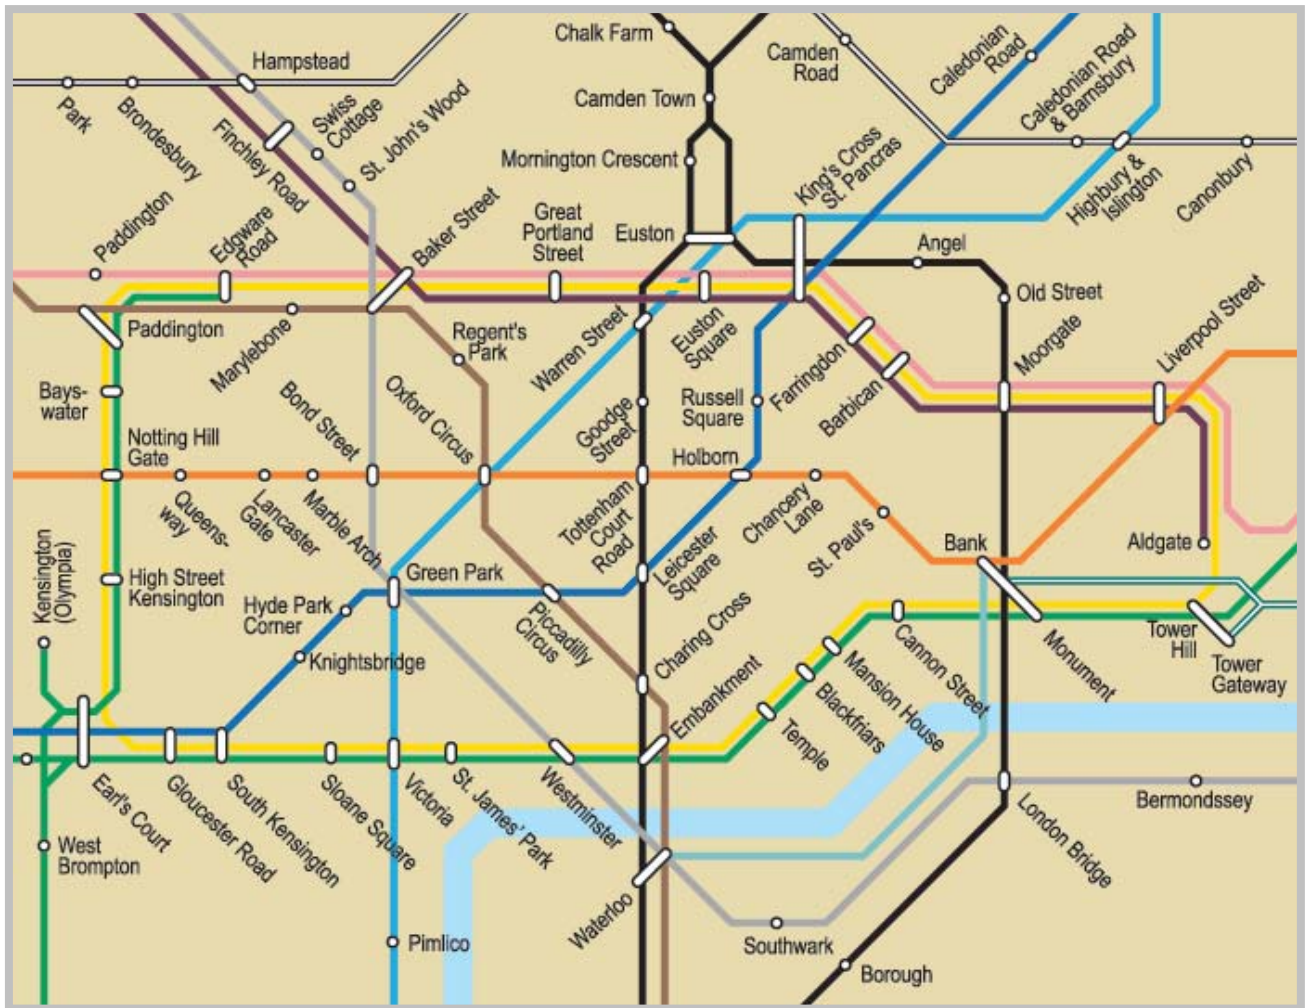 Chalk Farm
Camden
Road
Caledonian
Road
Caledonian Road
& Barnsbury
Hampstead
Park
Brondesbury
Finchley Road
Swiss
Cottage
St. John's Wood
Camden Town
Mornington Crescent
King's Cross
St. Pancras
Highbury &
Islington
Canonbury
Paddington
Edgware
Road
Baker Street
Great
Portland
Street
Euston
Angel
Old Street
Moorgate
Liverpool Street
Paddington
Marylebone
Regent's
Park
Warren Street
Euston
Square
Farringdon
Barbican
Bays-
water
Bond Street
Oxford Circus
Goodge
Street
Russell
Square
Notting Hill
Gate
Queens-
way
Lancaster
Gate
Marble Arch
Tottenham
Court
Road
Holborn
Chancery
Lane
St. Paul's
Bank
Aldgate
Kensington
(Olympia)
High Street
Kensington
Hyde Park
Corner
Green Park
Piccadilly
Circus
Leicester
Square
Knightsbridge
Charing Cross
Embankment
Temple
Blackfriars
Mansion House
Cannon Street
Monument
Tower
Hill
Tower
Gateway
Earl's Court
Gloucester Road
South Kensington
Sloane Square
Victoria
St. James' Park
Westminster
West
Brompton
London Bridge
Bermondssey
Waterloo
Pimlico
Southwark
Borough